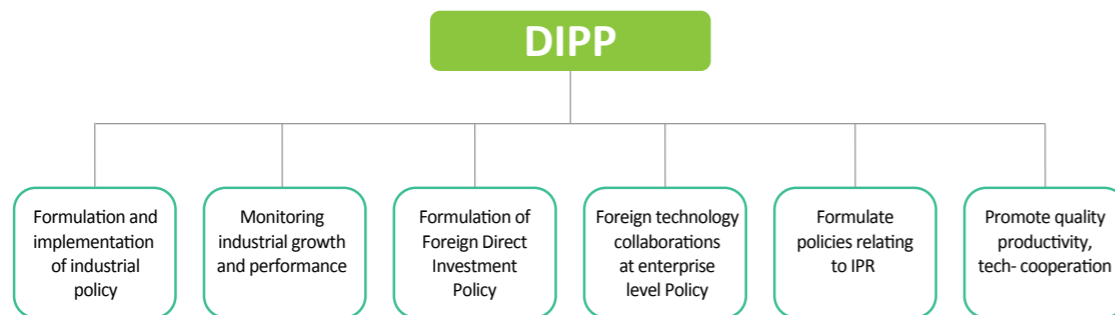 DIPP
Formulation and
implementation
of industrial
policy
Monitoring
industrial growth
and performance
Formulation of
Foreign Direct
Investment
Policy
Foreign technology
collaborations
at enterprise
level Policy
Formulate
policies relating
to IPR
Promote quality
productivity,
tech- cooperation